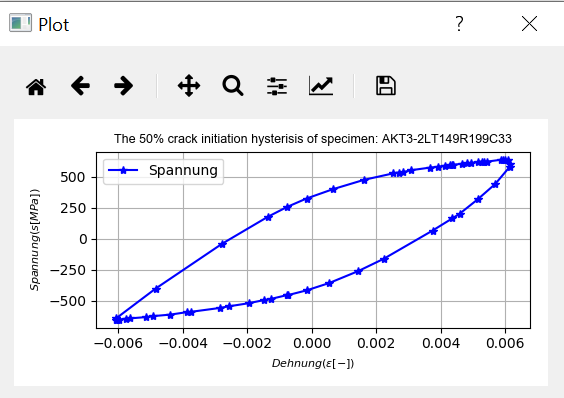 Plot
?
The 50% crack initiation hysterisis of specimen: AKT3-2LT149R199C33
Spannung
500
250
0
−250
−500
Spannung(s[MPa])
−0.006 −0.004 −0.002 0.000 0.002 0.004 0.006
Dehnung(ε[−])